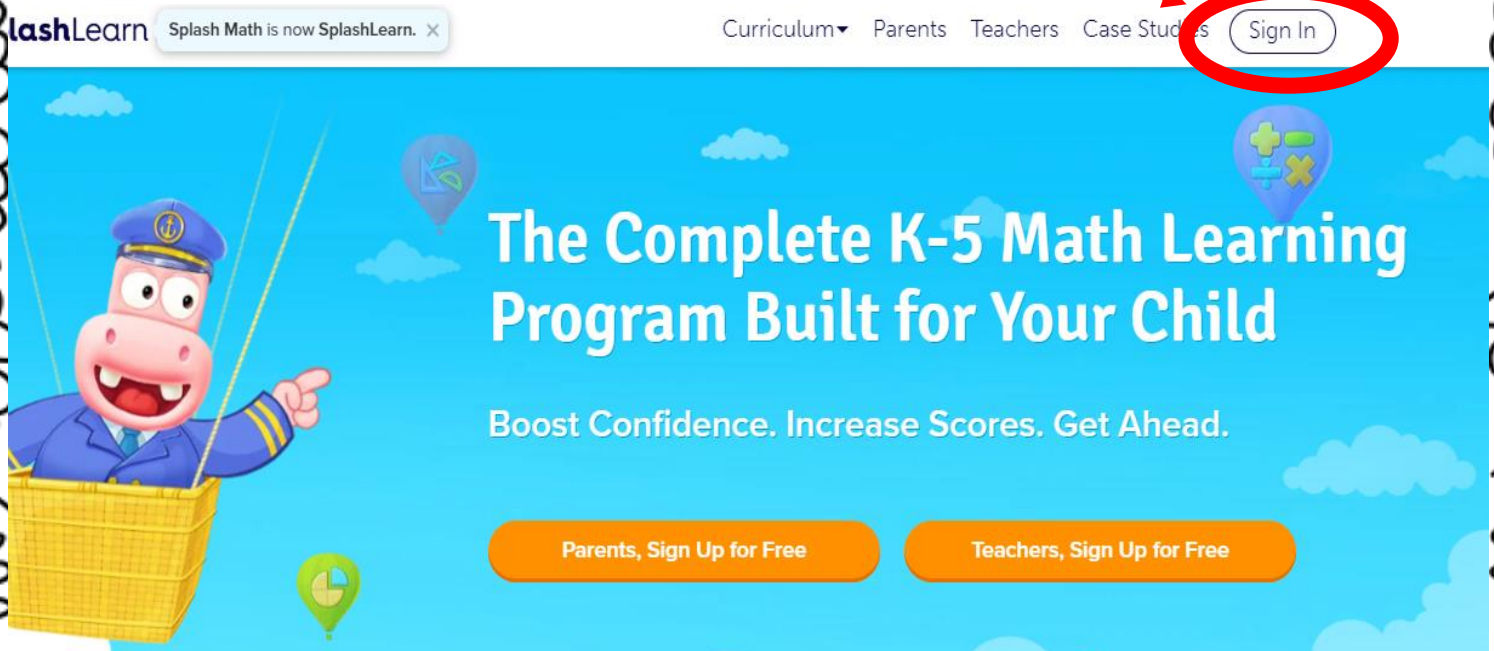 lashLearn Splash Math is now SplashLearn. × Curriculum▾ Parents Teachers Case Studies Sign In
The Complete K-5 Math Learning
Program Built for Your Child
Boost Confidence. Increase Scores. Get Ahead.
Parents, Sign Up for Free Teachers, Sign Up for Free